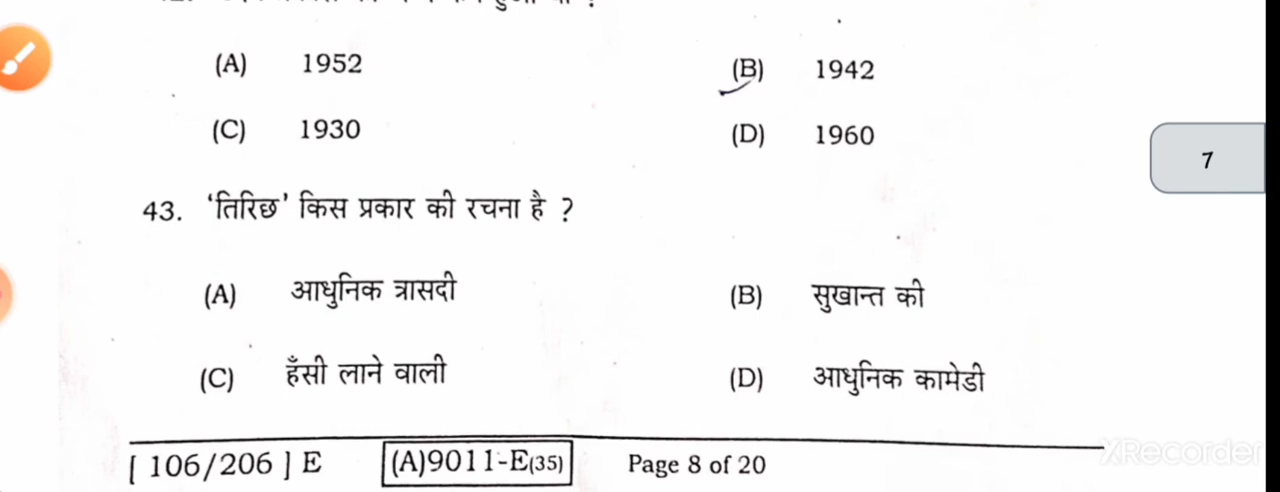 (A) 1952 (B) 1942
(C) 1930 (D) 1960
7
43. 'तिरिछ' किस प्रकार की रचना है ?
(A) आधुनिक त्रासदी (B) सुखान्त की
(C) हँसी लाने वाली (D) आधुनिक कामेडी
[ 106/206 ] E (A)9011-E(35) Page 8 of 20
XRecorder